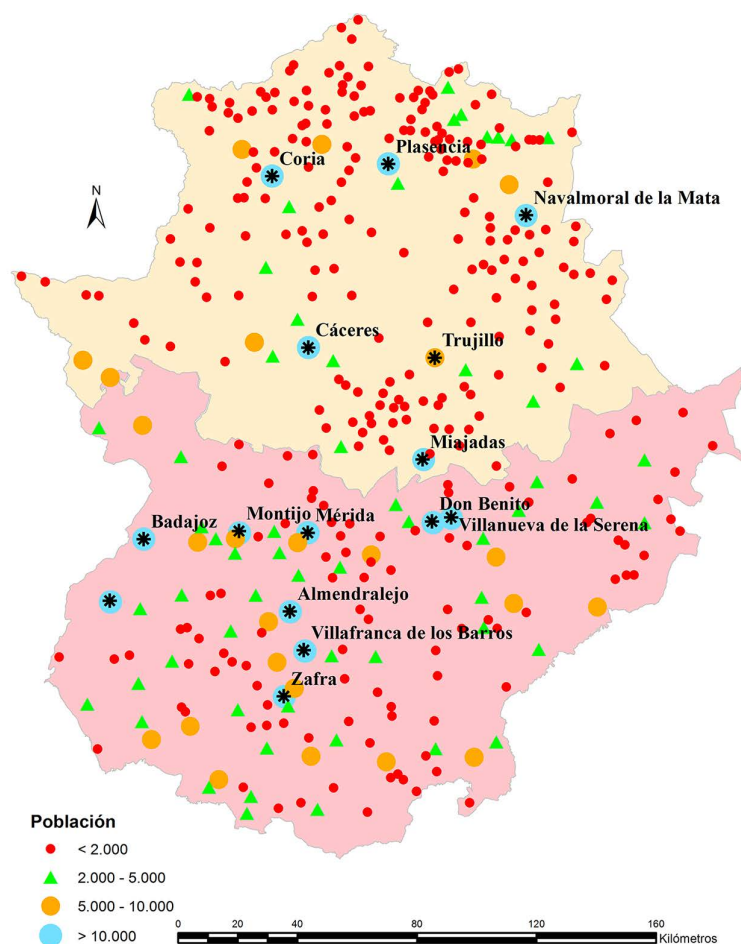 N
Plasencia
Coria
Navalmoral de la Mata
Cáceres
Trujillo
Miajadas
Don Benito
Badajoz
Montijo
Mérida
Villanueva de la Serena
Almendralejo
Villafranca de los Barros
Zafra
Población
< 2.000
2.000 - 5.000
5.000 - 10.000
> 10.000
0 20 40 80 120 160
Kilómetros